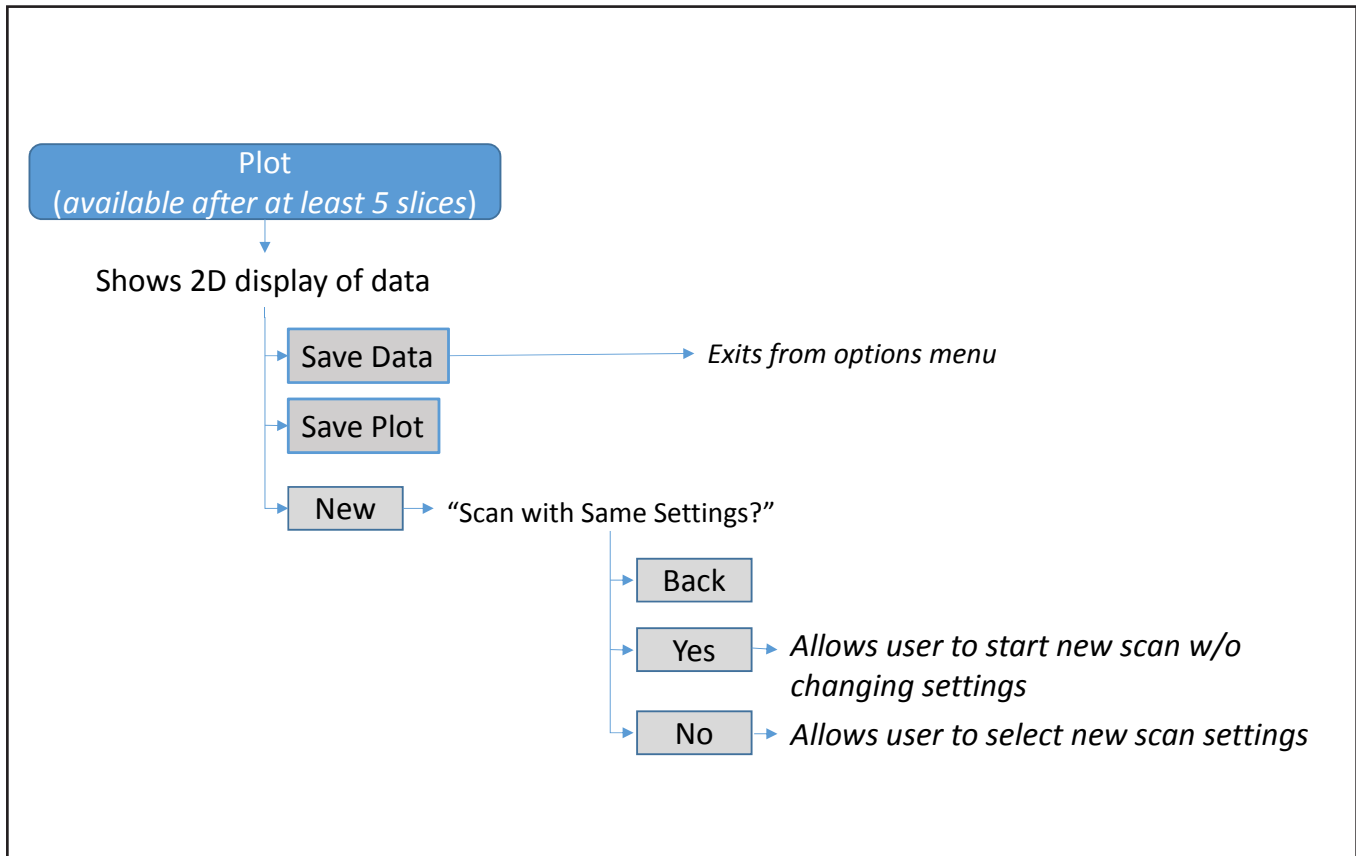 Plot
(available after at least 5 slices)
Shows 2D display of data
Save Data
Exits from options menu
Save Plot
New
“Scan with Same Settings?”
Back
Yes
Allows user to start new scan w/o
changing settings
No
Allows user to select new scan settings